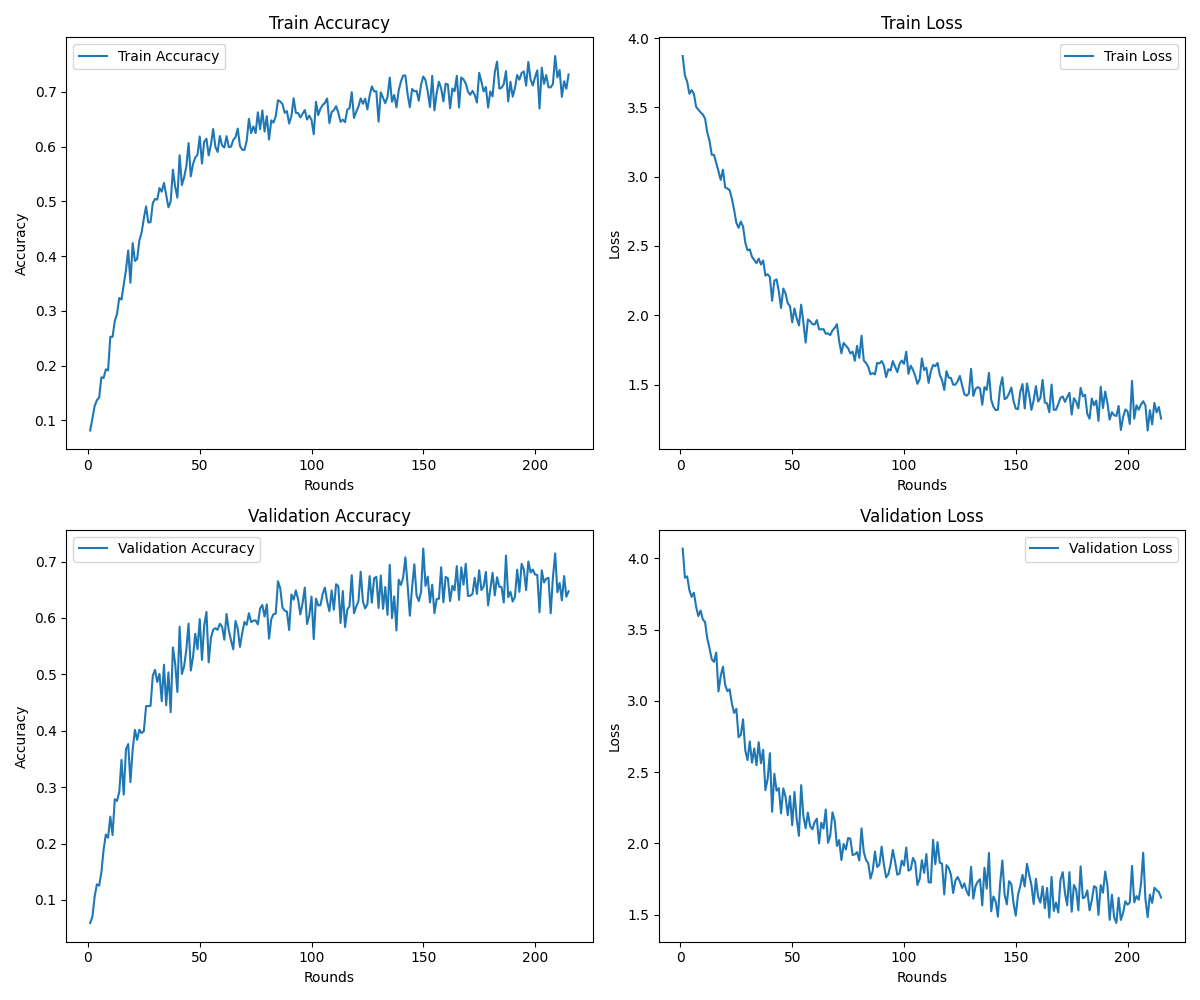 Train Accuracy
Train Accuracy
0.7
0.6
0.5
0.4
0.3
0.2
0.1
Accuracy
0 50 100 150 200
Rounds
Train Loss
Train Loss
4.0
3.5
3.0
2.5
2.0
1.5
Loss
0 50 100 150 200
Rounds
Validation Accuracy
Validation Accuracy
0.7
0.6
0.5
0.4
0.3
0.2
0.1
Accuracy
0 50 100 150 200
Rounds
Validation Loss
Validation Loss
4.0
3.5
3.0
2.5
2.0
1.5
Loss
0 50 100 150 200
Rounds